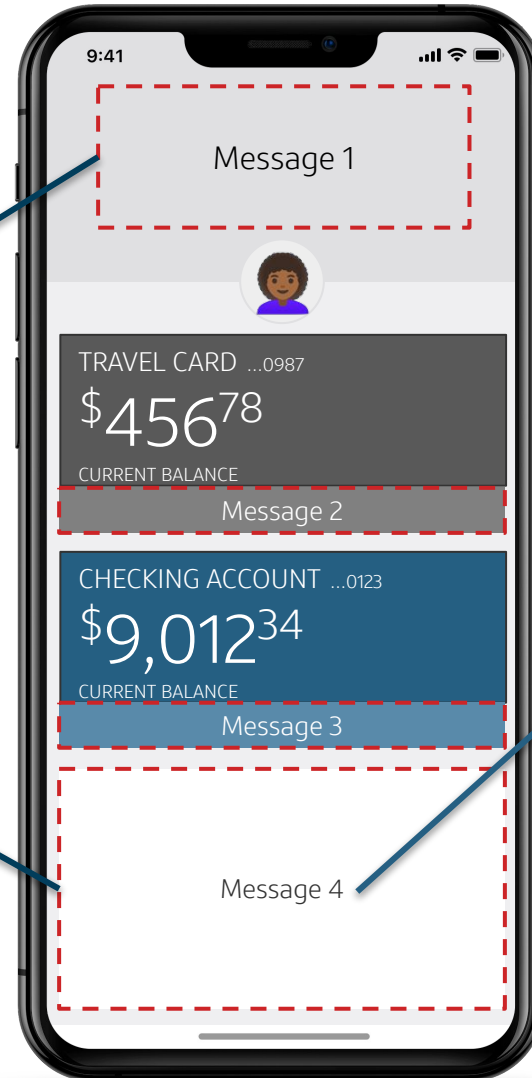 9:41
Message 1
TRAVEL CARD ...0987
$45678
CURRENT BALANCE
Message 2
CHECKING ACCOUNT ...0123
$9,01234
CURRENT BALANCE
Message 3
Message 4